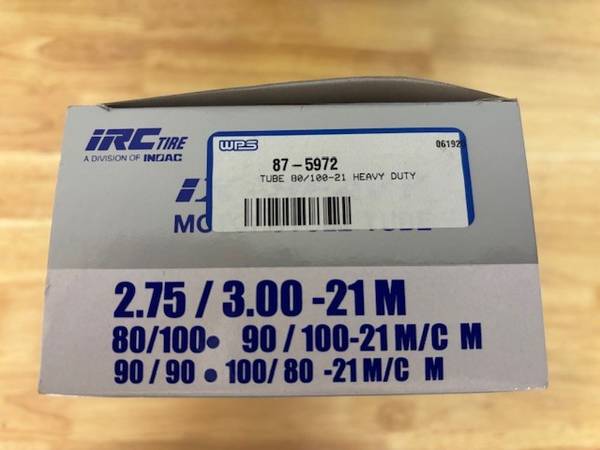 iRC TIRE
A DIVISION OF INOAC
WPS
87-5972
TUBE 80/100-21 HEAVY DUTY
2.75 / 3.00 -21 M
80/100• 90 / 100-21 M/C M
90 / 90 • 100/ 80 -21 M/C M